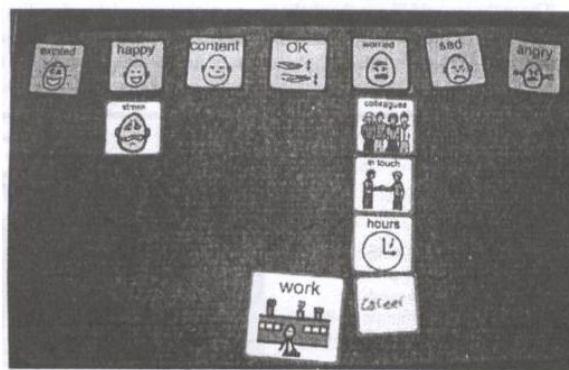 excited happy content OK worried sad angry
stress colleagues
in touch
hours
work career